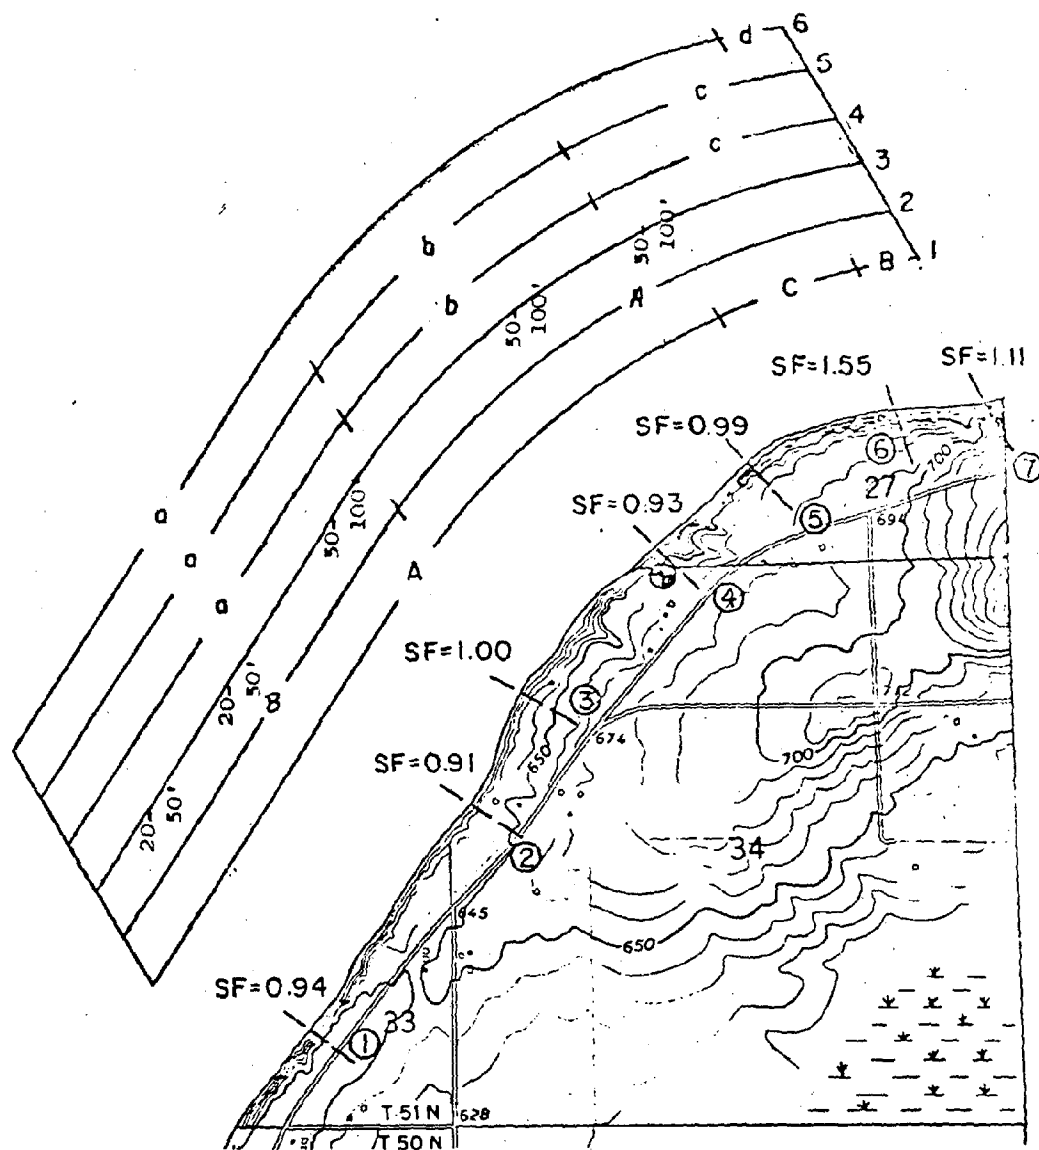 d 6
c 5
c 4
3
2
B 1
C
50-100'
A
b
b
50-100'
SF=1.55
SF=1.11
SF=0.99
6
700
7
27
a
50-100'
SF=0.93
5
694
a
A
4
a
SF=1.00
3
20-50'
B
674
650
712
700
SF=0.91
20-50'
2
34
645
650
SF=0.94
33
1
T 51 N
628
T 50 N